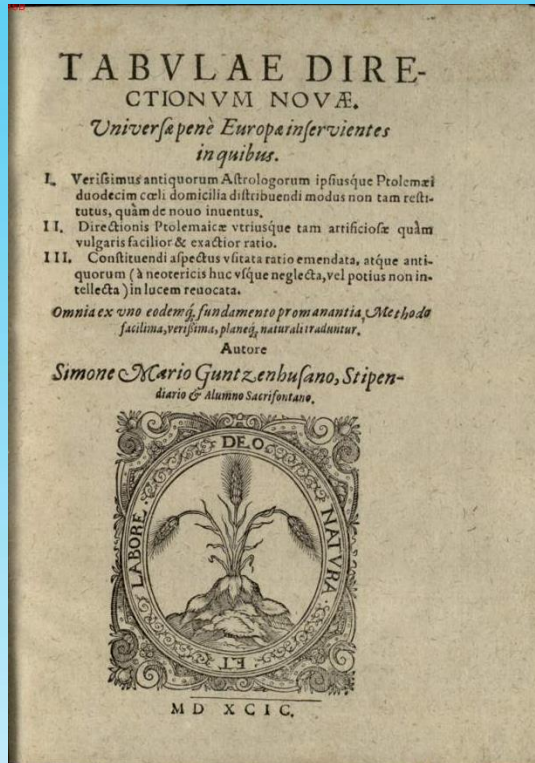 TABVLAE DIRE-
CTIONVM NOVÆ.
Universæ penè Europæ inservientes
in quibus.
I. Verissimus antiquorum Astrologorum ipsiusque Ptolemæi
duodecim cœli domicilia distribuendi modus non tam resti-
tutus, quàm de nouo inuentus.
II. Directionis Ptolemaicæ vtriusque tam artificiosæ quàm
vulgaris facilior & exactior ratio.
III. Constituendi aspectus vsitata ratio emendata, atque anti-
quorum (à neotericis huc vsque neglecta, vel potius non in-
tellecta) in lucem reuocata.
Omnia ex vno eodemq́, fundamento promanantia, Methodo
facilima, verissima, planeq́, naturali traduntur.
Autore
Simone Mario Guntzenhusano, Stipen-
diario & Alumno Sacrifontano.
DEO · NATVRA · ET · LABORE ·
MD XCIC.